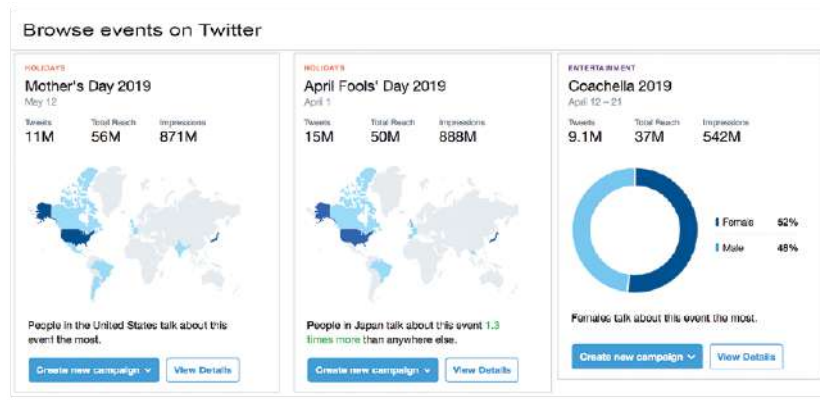 Browse events on Twitter
HOLIDAYS
Mother's Day 2019
May 12
Tweets Total Reach Impressions
11M 56M 871M
People in the United States talk about this
event the most.
Create new campaign View Details
HOLIDAYS
April Fools' Day 2019
April 1
Tweets Total Reach Impressions
15M 50M 888M
People in Japan talk about this event 1.3
times more than anywhere else.
Create new campaign View Details
ENTERTAINMENT
Coachella 2019
April 12 – 21
Tweets Total Reach Impressions
9.1M 37M 542M
Female 52%
Male 48%
Females talk about this event the most.
Create new campaign View Details